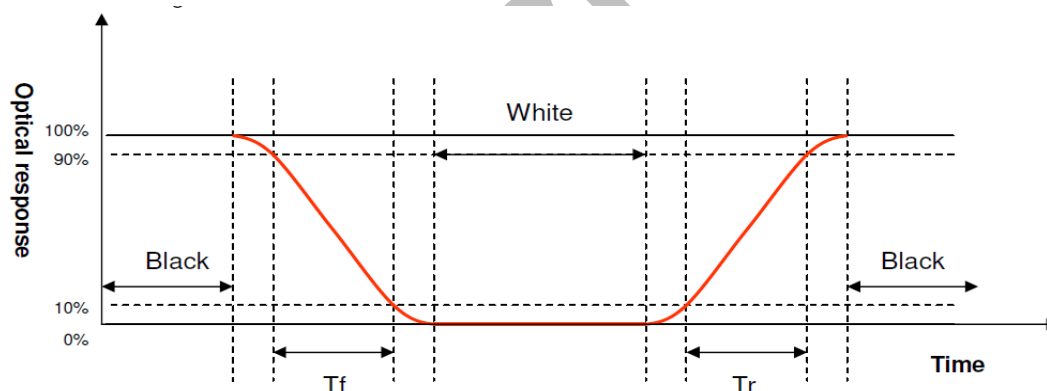 Optical response
100%
90%
10%
0%
White
Black
Black
Tf
Tr
Time